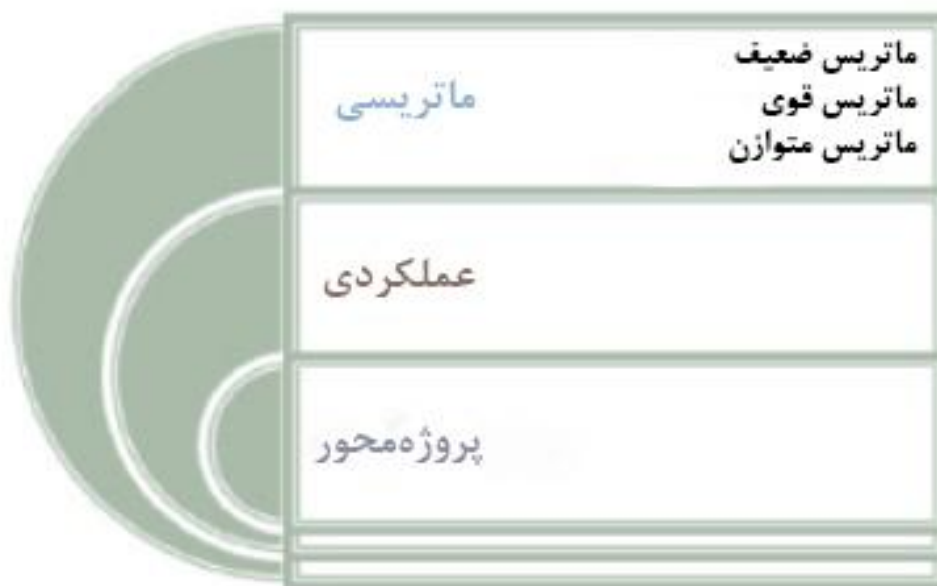 ماتریسی
ماتریس ضعیف
ماتریس قوی
ماتریس متوازن
عملکردی
پروژه‌محور